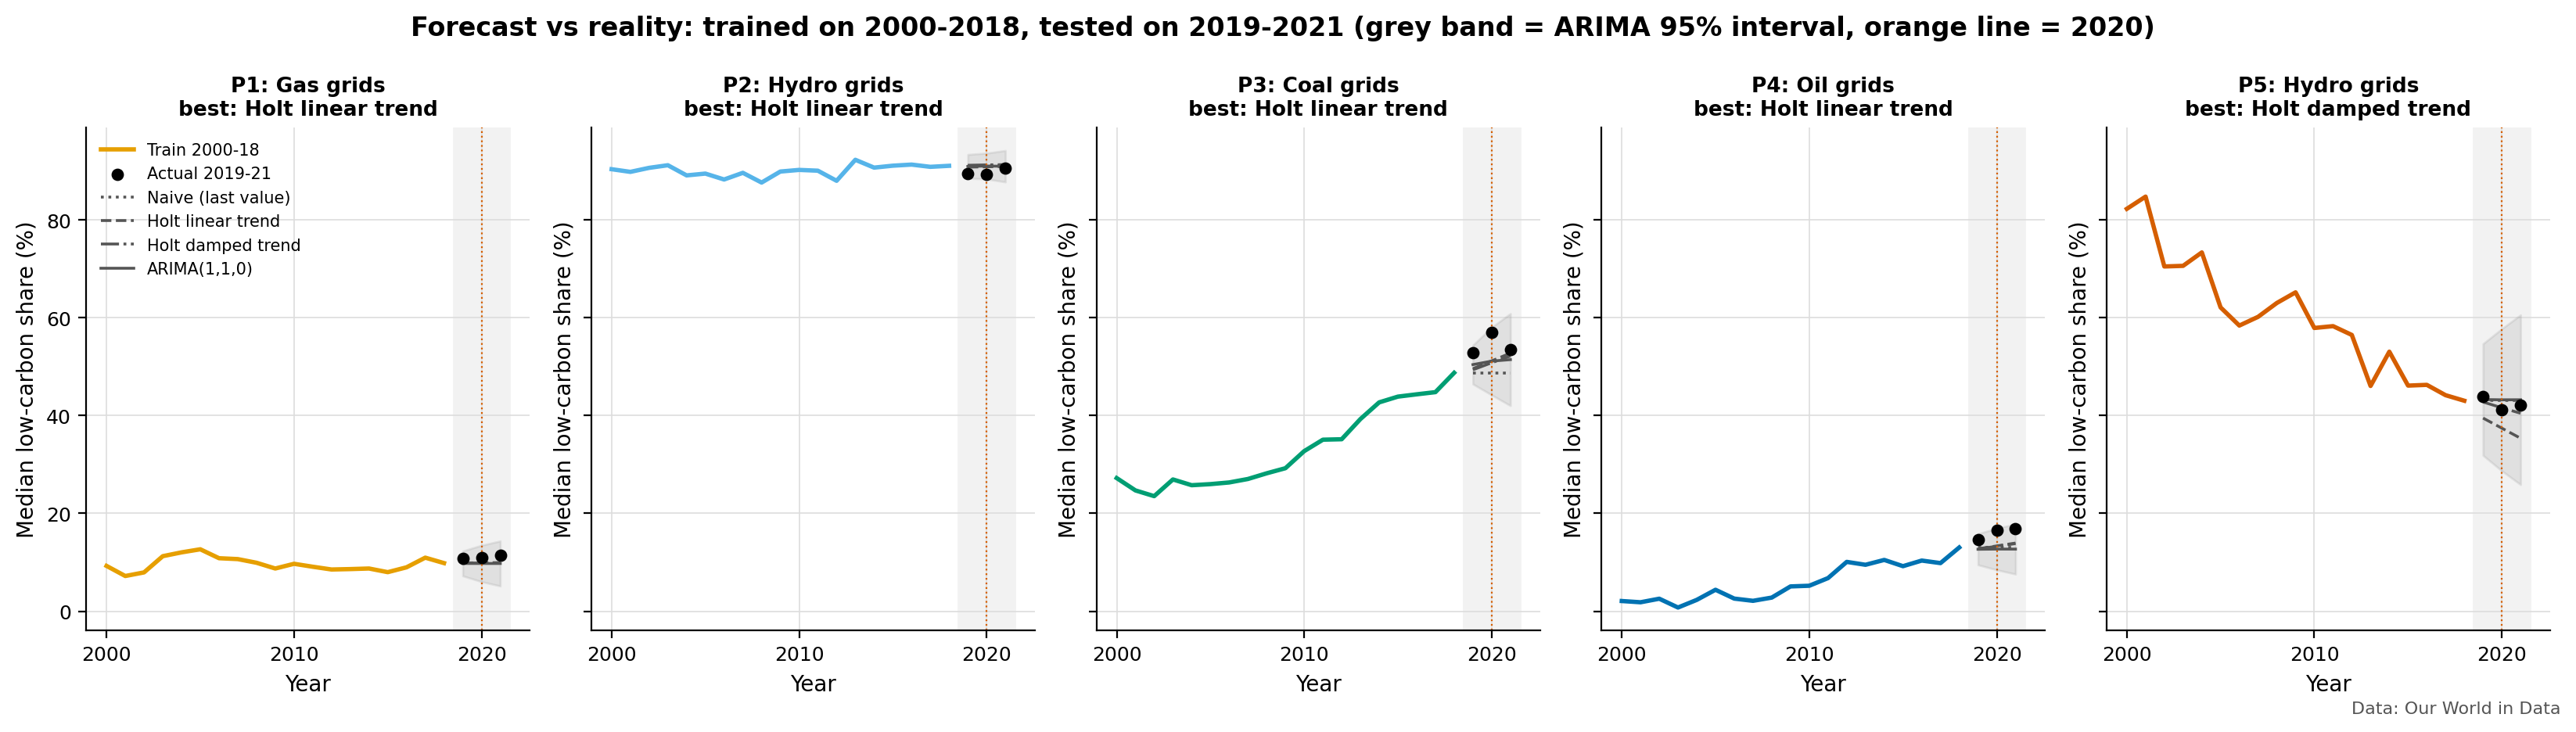 Forecast vs reality: trained on 2000-2018, tested on 2019-2021 (grey band = ARIMA 95% interval, orange line = 2020)
P1: Gas grids
best: Holt linear trend
Median low-carbon share (%)
80
60
40
20
0
Train 2000-18
Actual 2019-21
Naive (last value)
Holt linear trend
Holt damped trend
ARIMA(1,1,0)
2000
2010
2020
Year
P2: Hydro grids
best: Holt linear trend
Median low-carbon share (%)
2000
2010
2020
Year
P3: Coal grids
best: Holt linear trend
Median low-carbon share (%)
2000
2010
2020
Year
P4: Oil grids
best: Holt linear trend
Median low-carbon share (%)
2000
2010
2020
Year
P5: Hydro grids
best: Holt damped trend
Median low-carbon share (%)
2000
2010
2020
Year
Data: Our World in Data